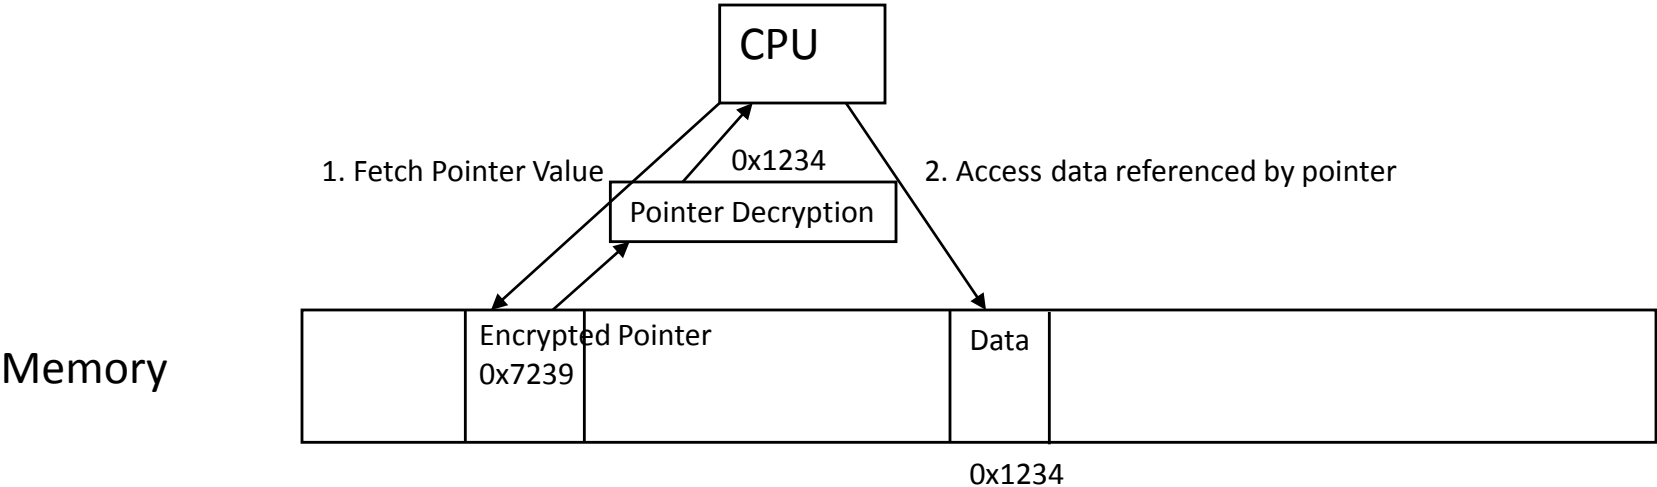 CPU
1. Fetch Pointer Value
0x1234
2. Access data referenced by pointer
Pointer Decryption
Memory
Encrypted Pointer
0x7239
Data
0x1234